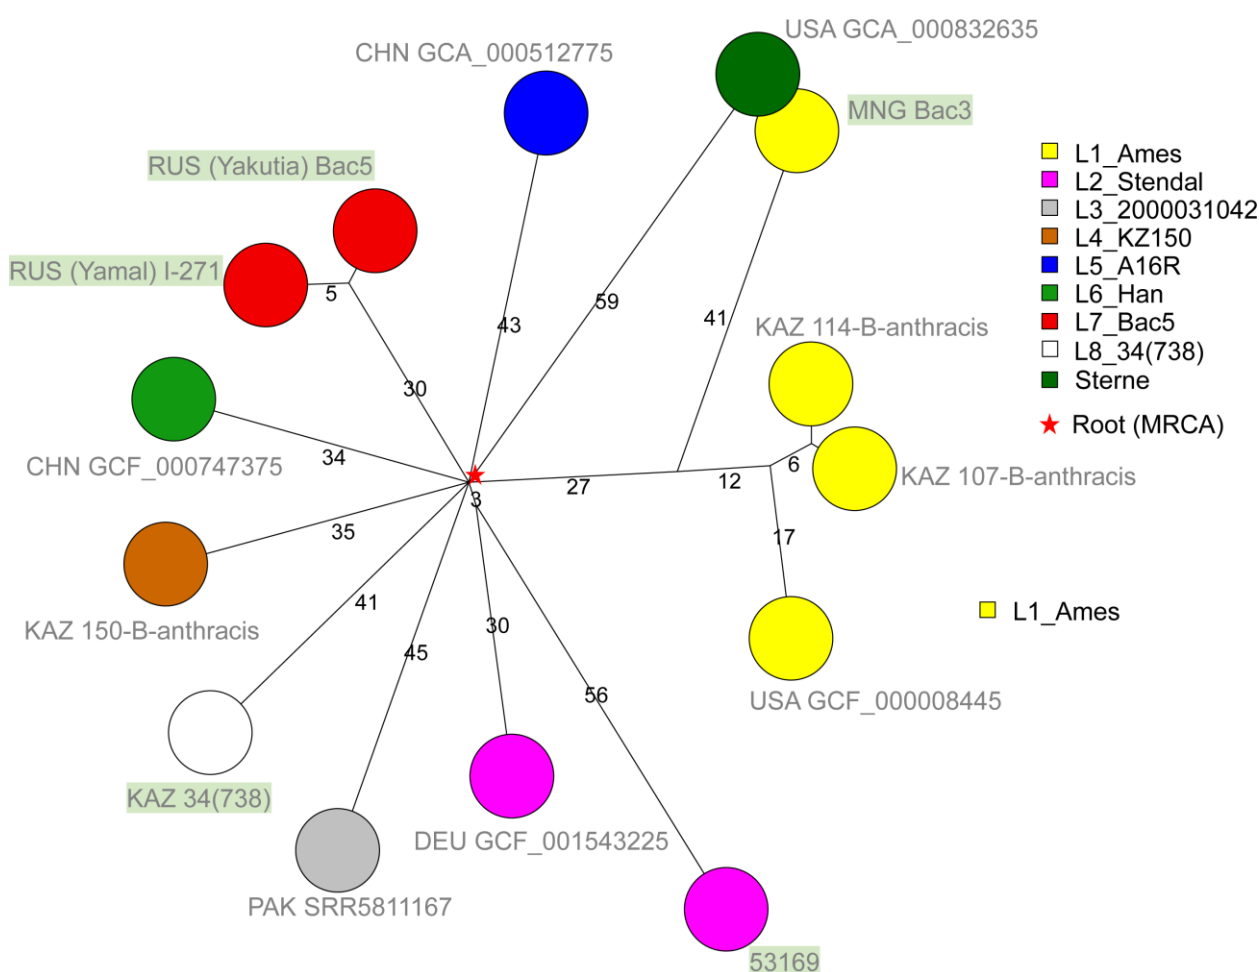 USA GCA_000832635
CHN GCA_000512775
MNG Bac3
RUS (Yakutia) Bac5
RUS (Yamal) I-271
5
43
59
41
KAZ 114-B-anthracis
30
CHN GCF_000747375
34
KAZ 107-B-anthracis
6
27
12
3
35
17
KAZ 150-B-anthracis
41
45
30
56
USA GCF_000008445
KAZ 34(738)
DEU GCF_001543225
PAK SRR5811167
53169
L1_Ames
L2_Stendal
L3_2000031042
L4_KZ150
L5_A16R
L6_Han
L7_Bac5
L8_34(738)
Sterne
Root (MRCA)
L1_Ames